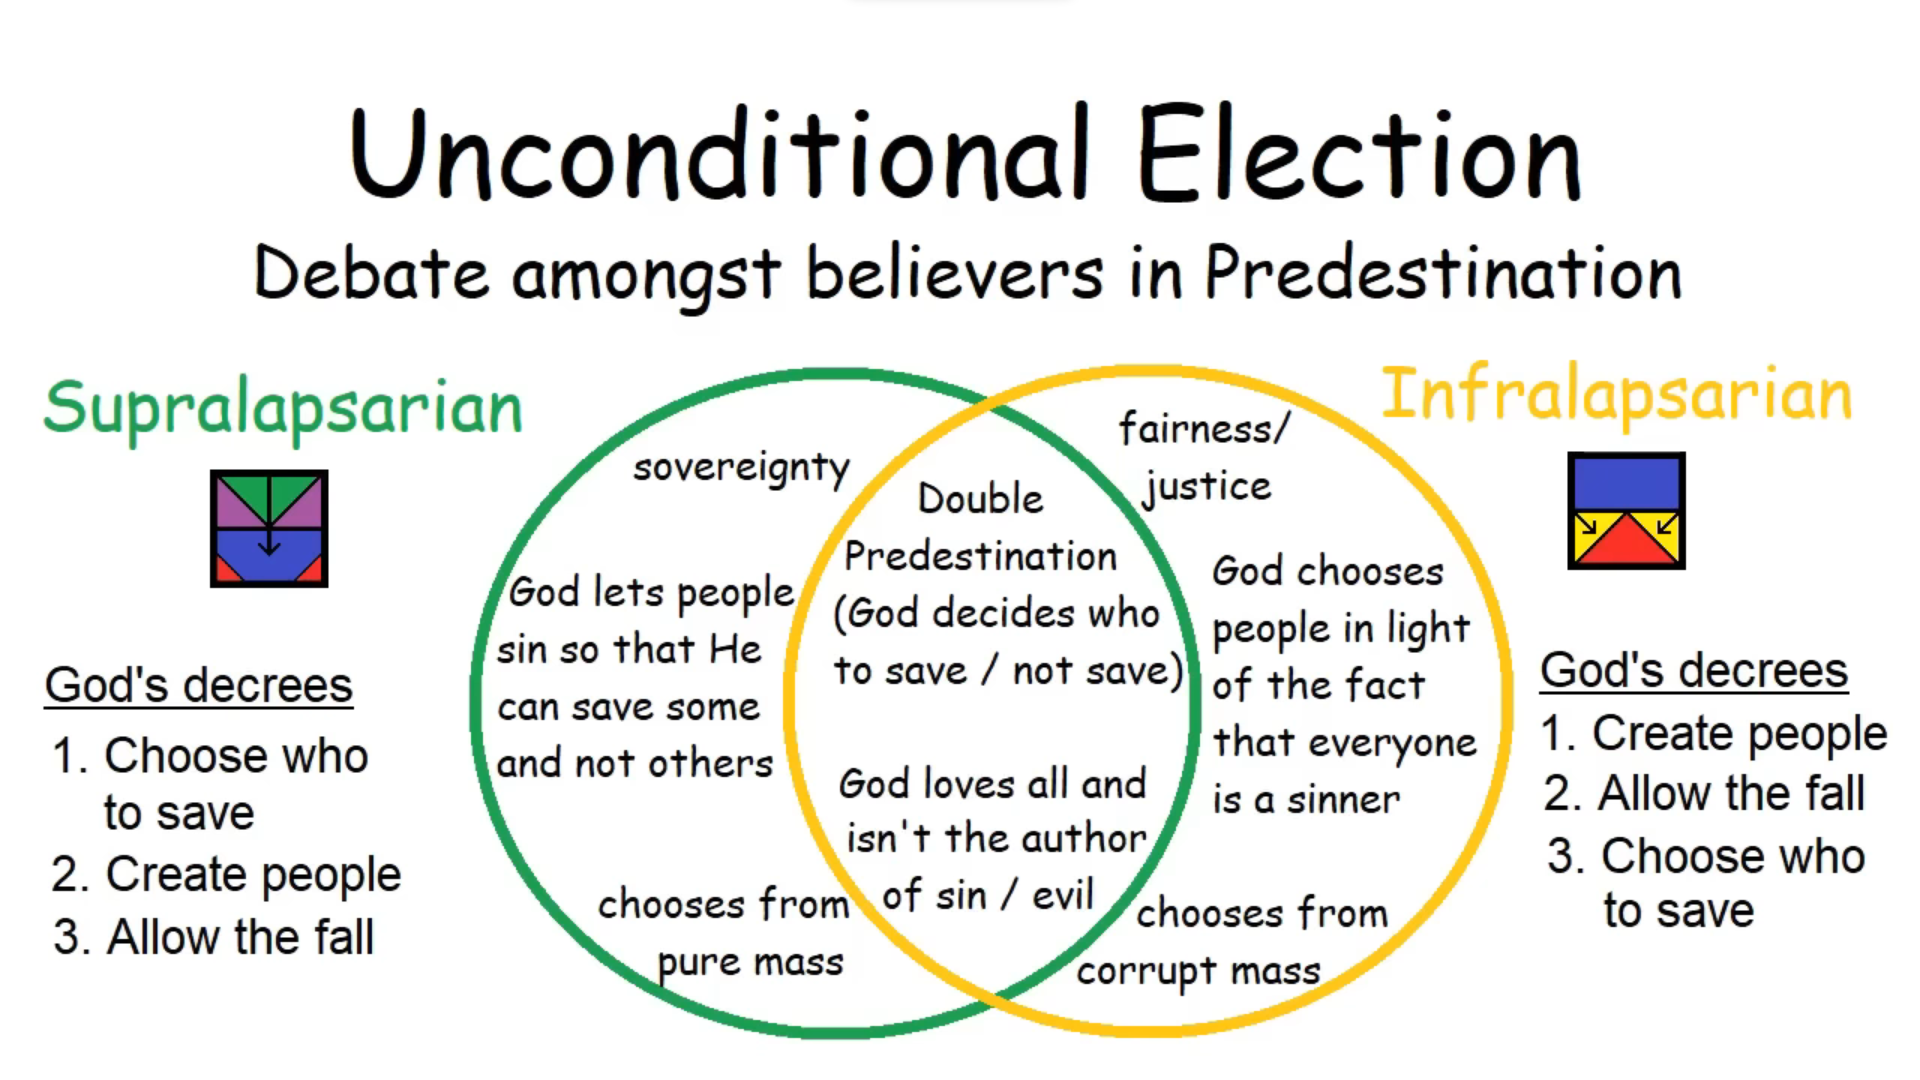 Unconditional Election
Debate amongst believers in Predestination
Supralapsarian
God's decrees
1. Choose who
to save
2. Create people
3. Allow the fall
sovereignty
God lets people
sin so that He
can save some
and not others
chooses from
pure mass
Double
Predestination
(God decides who
to save / not save)
God loves all and
isn't the author
of sin / evil
fairness/
justice
God chooses
people in light
of the fact
that everyone
is a sinner
chooses from
corrupt mass
Infralapsarian
God's decrees
1. Create people
2. Allow the fall
3. Choose who
to save